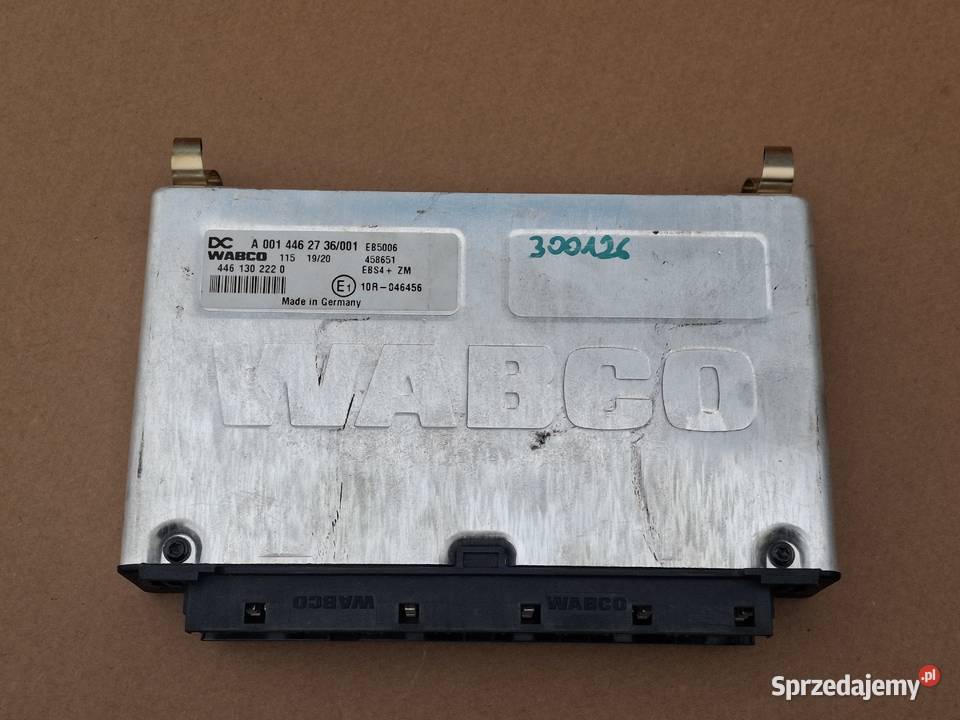 DC A 001 446 27 36/001 EB5006
WABCO 115 19/20 458651
446 130 222 0 EBS4+ ZM
E1 10R-046456
Made in Germany
300126
WABCO
WABCO WABCO
Sprzedajemy.pl